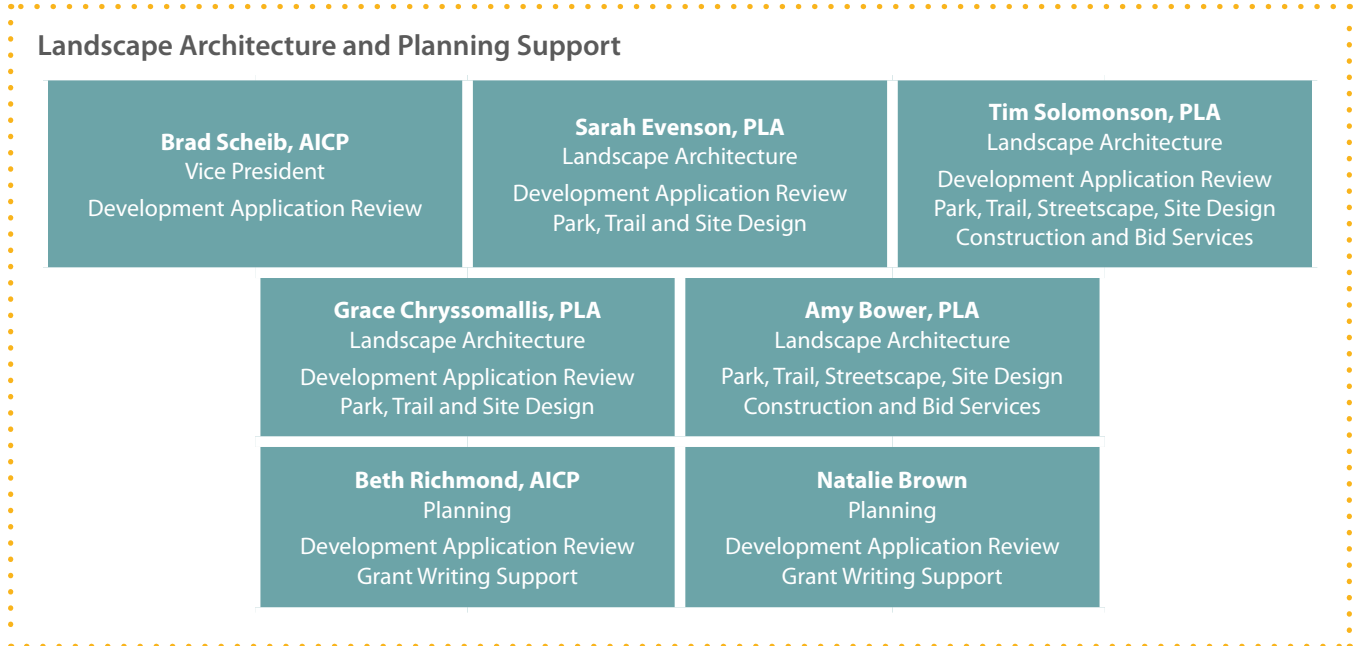 Landscape Architecture and Planning Support
Brad Scheib, AICP
Vice President
Development Application Review
Sarah Evenson, PLA
Landscape Architecture
Development Application Review
Park, Trail and Site Design
Tim Solomonson, PLA
Landscape Architecture
Development Application Review
Park, Trail, Streetscape, Site Design
Construction and Bid Services
Grace Chryssomallis, PLA
Landscape Architecture
Development Application Review
Park, Trail and Site Design
Amy Bower, PLA
Landscape Architecture
Park, Trail, Streetscape, Site Design
Construction and Bid Services
Beth Richmond, AICP
Planning
Development Application Review
Grant Writing Support
Natalie Brown
Planning
Development Application Review
Grant Writing Support